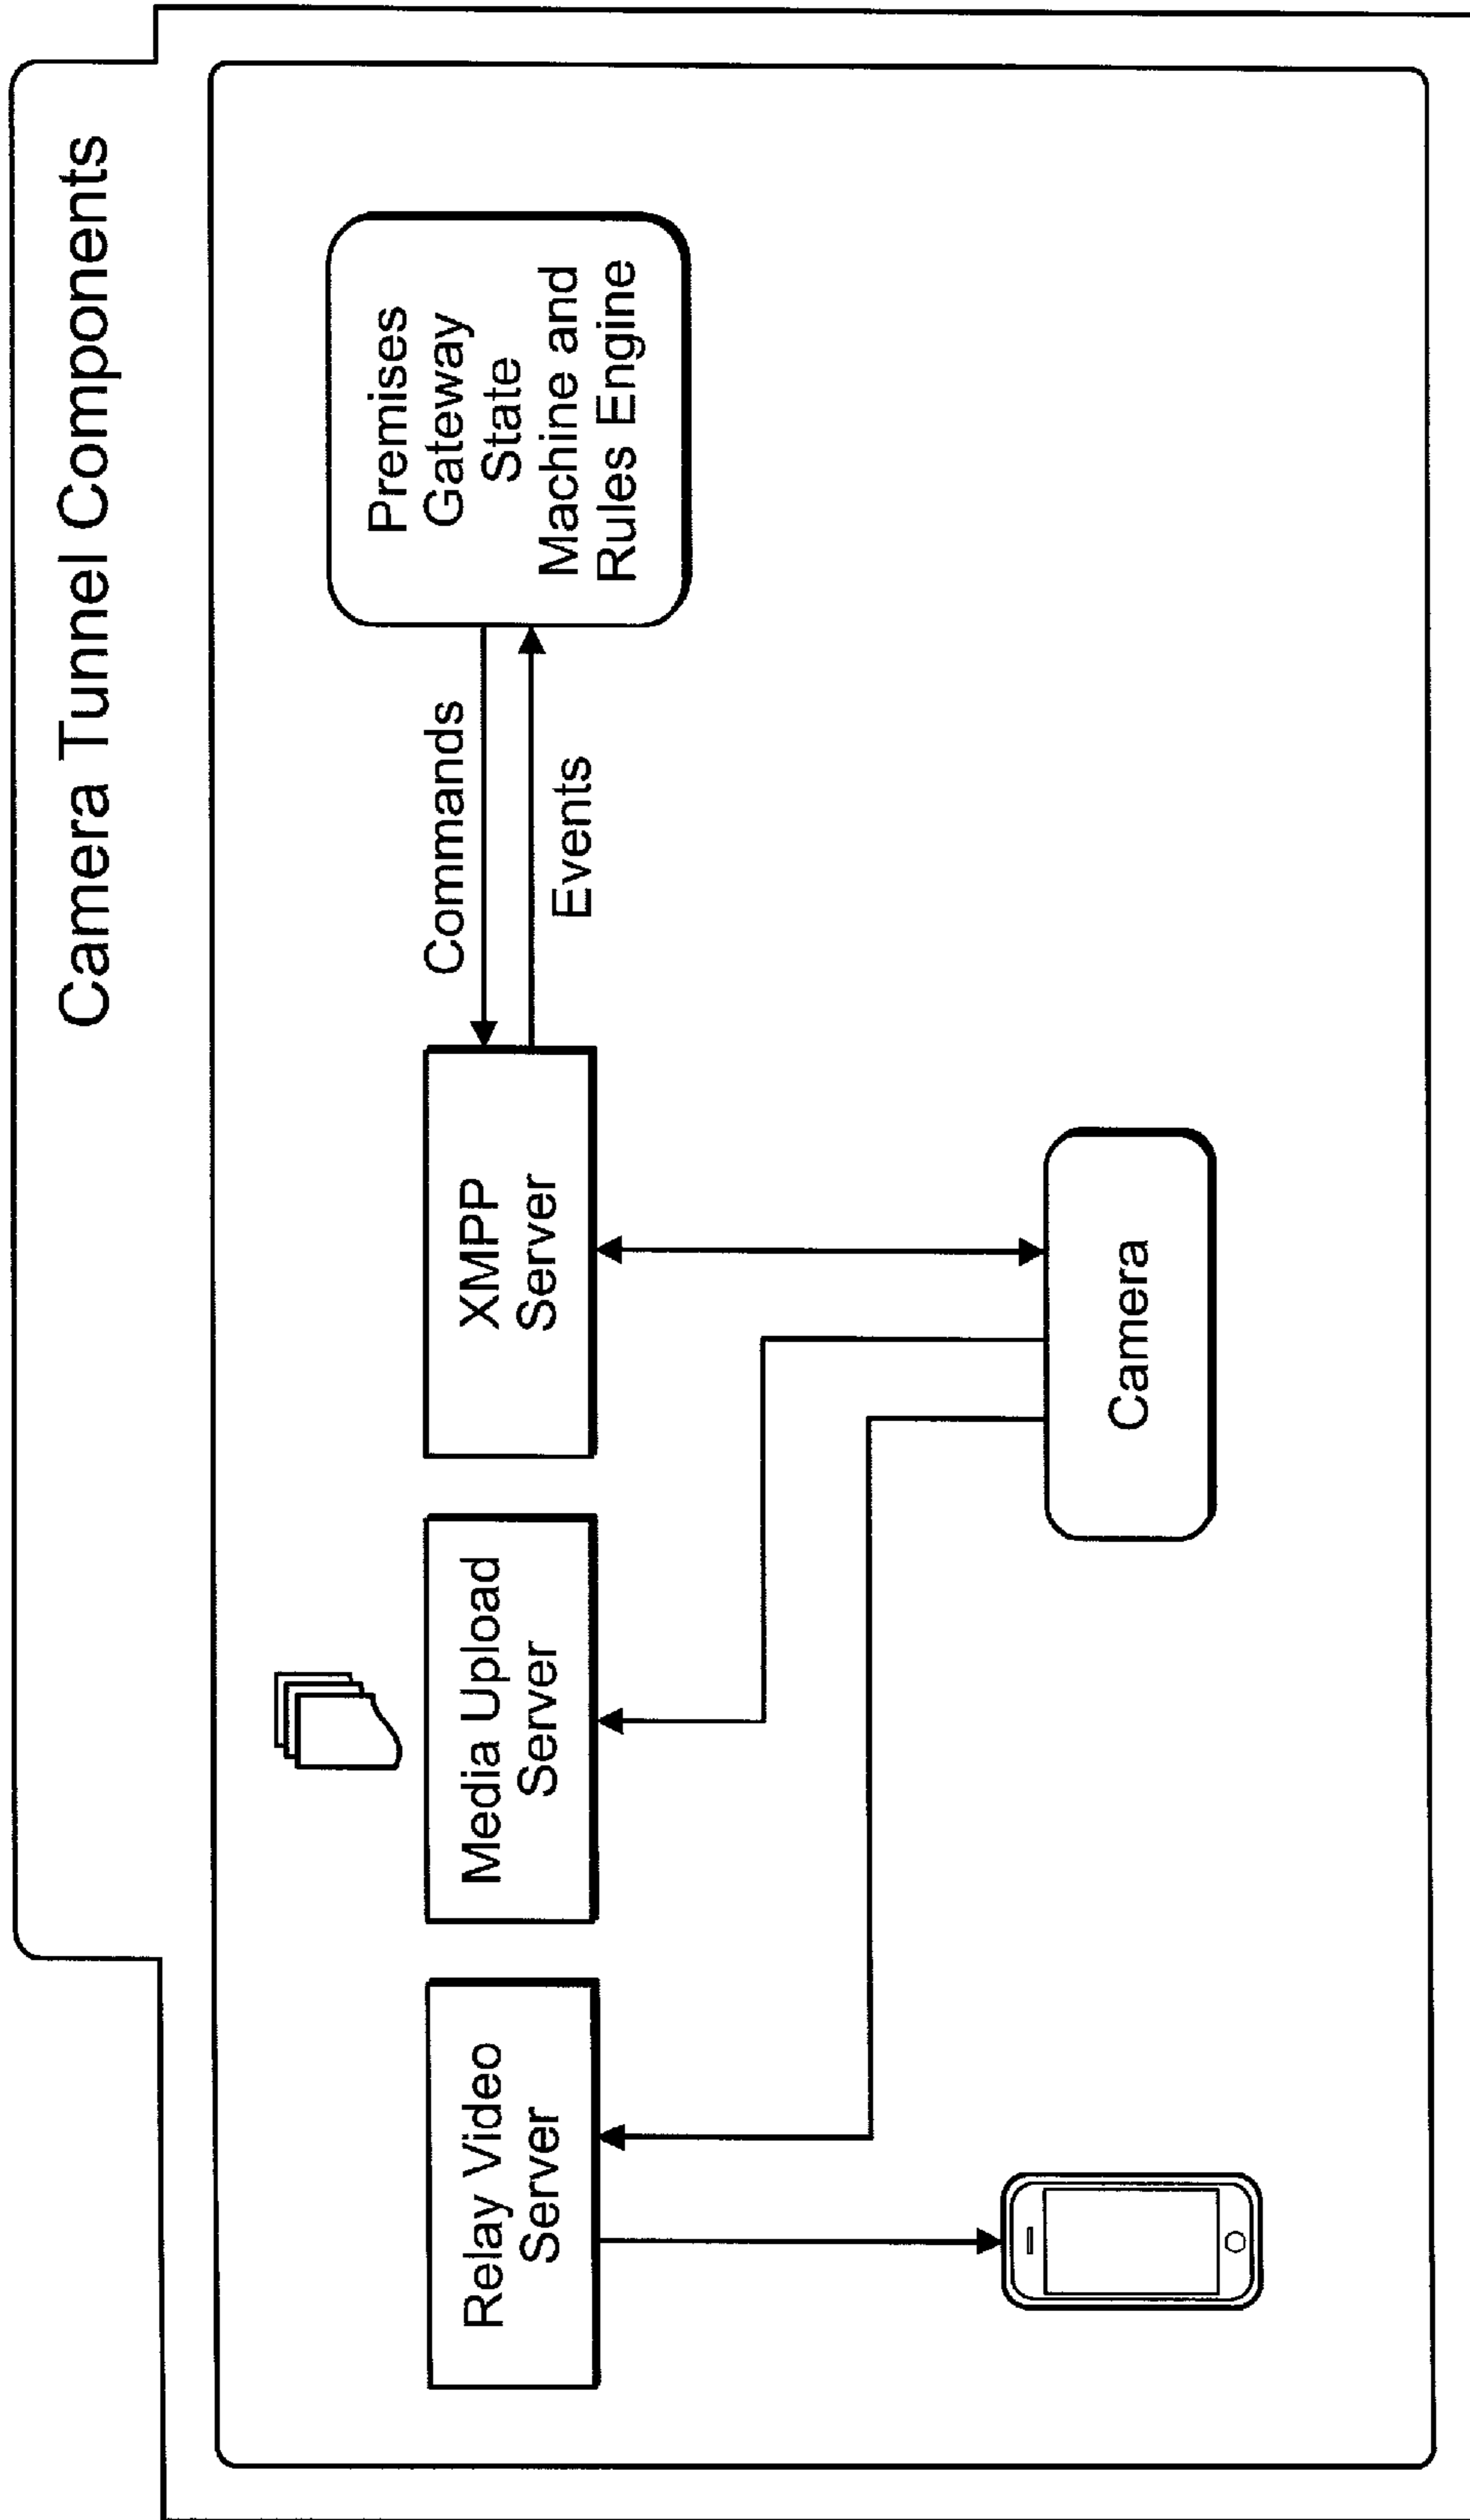 Camera Tunnel Components
Relay Video
Server
Media Upload
Server
XMPP
Server
Commands
Events
Premises
Gateway
State
Machine and
Rules Engine
Camera